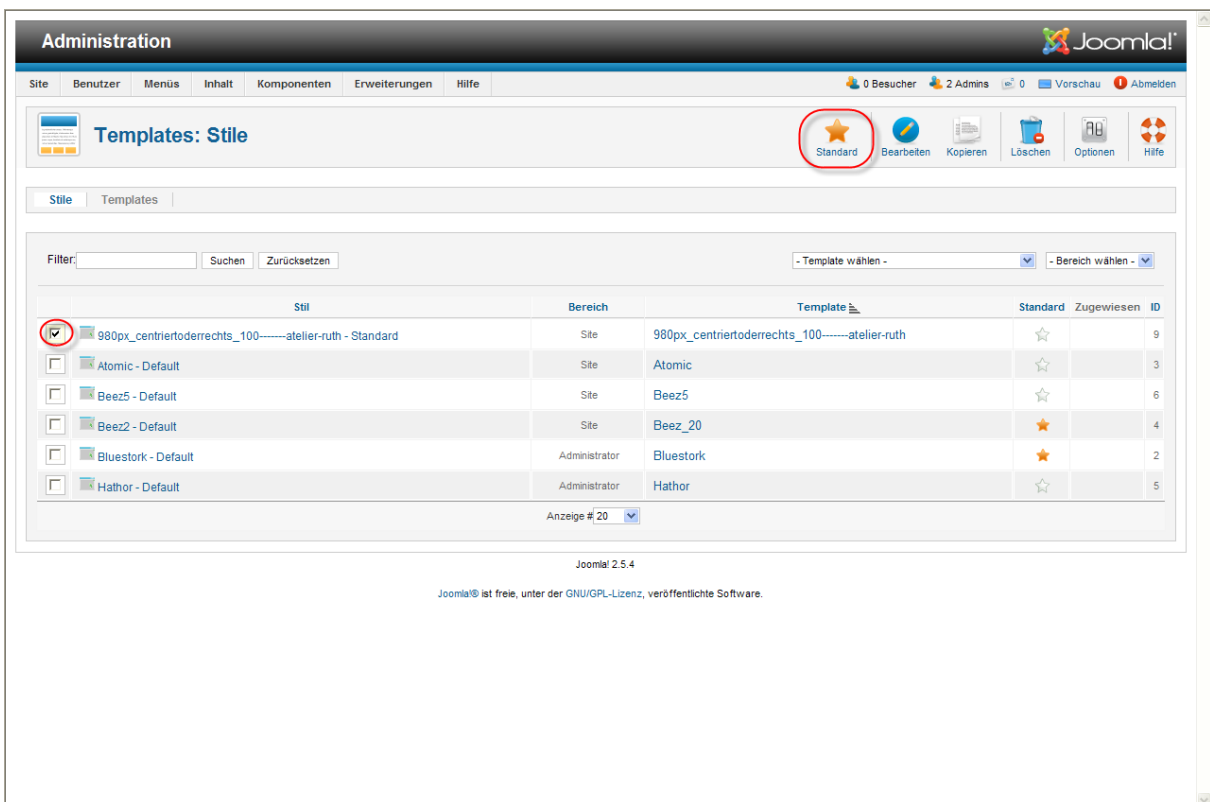 Administration
Joomla!
Site Benutzer Menüs Inhalt Komponenten Erweiterungen Hilfe 0 Besucher 2 Admins 0 Vorschau Abmelden
Templates: Stile
Standard Bearbeiten Kopieren Löschen Optionen Hilfe
Stile Templates
Filter: Suchen Zurücksetzen - Template wählen - - Bereich wählen -
Stil Bereich Template Standard Zugewiesen ID
980px_centriertoderrechts_100-------atelier-ruth - Standard Site 980px_centriertoderrechts_100-------atelier-ruth 9
Atomic - Default Site Atomic 3
Beez5 - Default Site Beez5 6
Beez2 - Default Site Beez_20 4
Bluestork - Default Administrator Bluestork 2
Hathor - Default Administrator Hathor 5
Anzeige # 20
Joomla! 2.5.4
Joomla!® ist freie, unter der GNU/GPL-Lizenz, veröffentlichte Software.